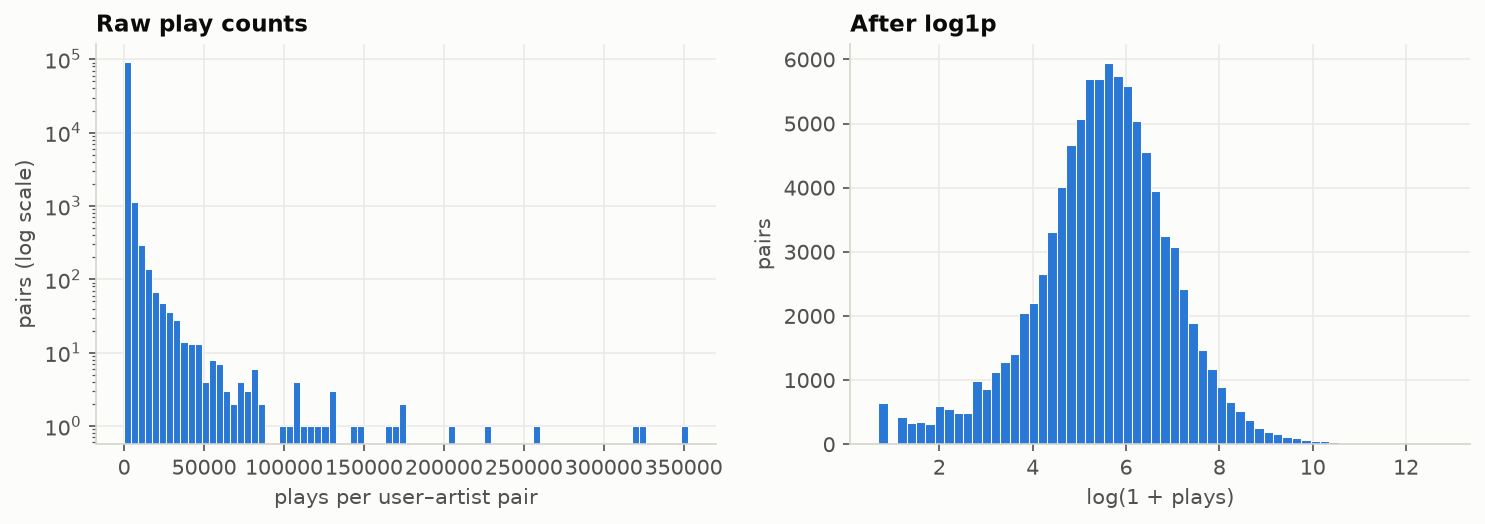 Raw play counts
pairs (log scale)
10^5
10^4
10^3
10^2
10^1
10^0
0 50000 100000 150000 200000 250000 300000 350000
plays per user–artist pair
After log1p
pairs
6000
5000
4000
3000
2000
1000
0
2 4 6 8 10 12
log(1 + plays)